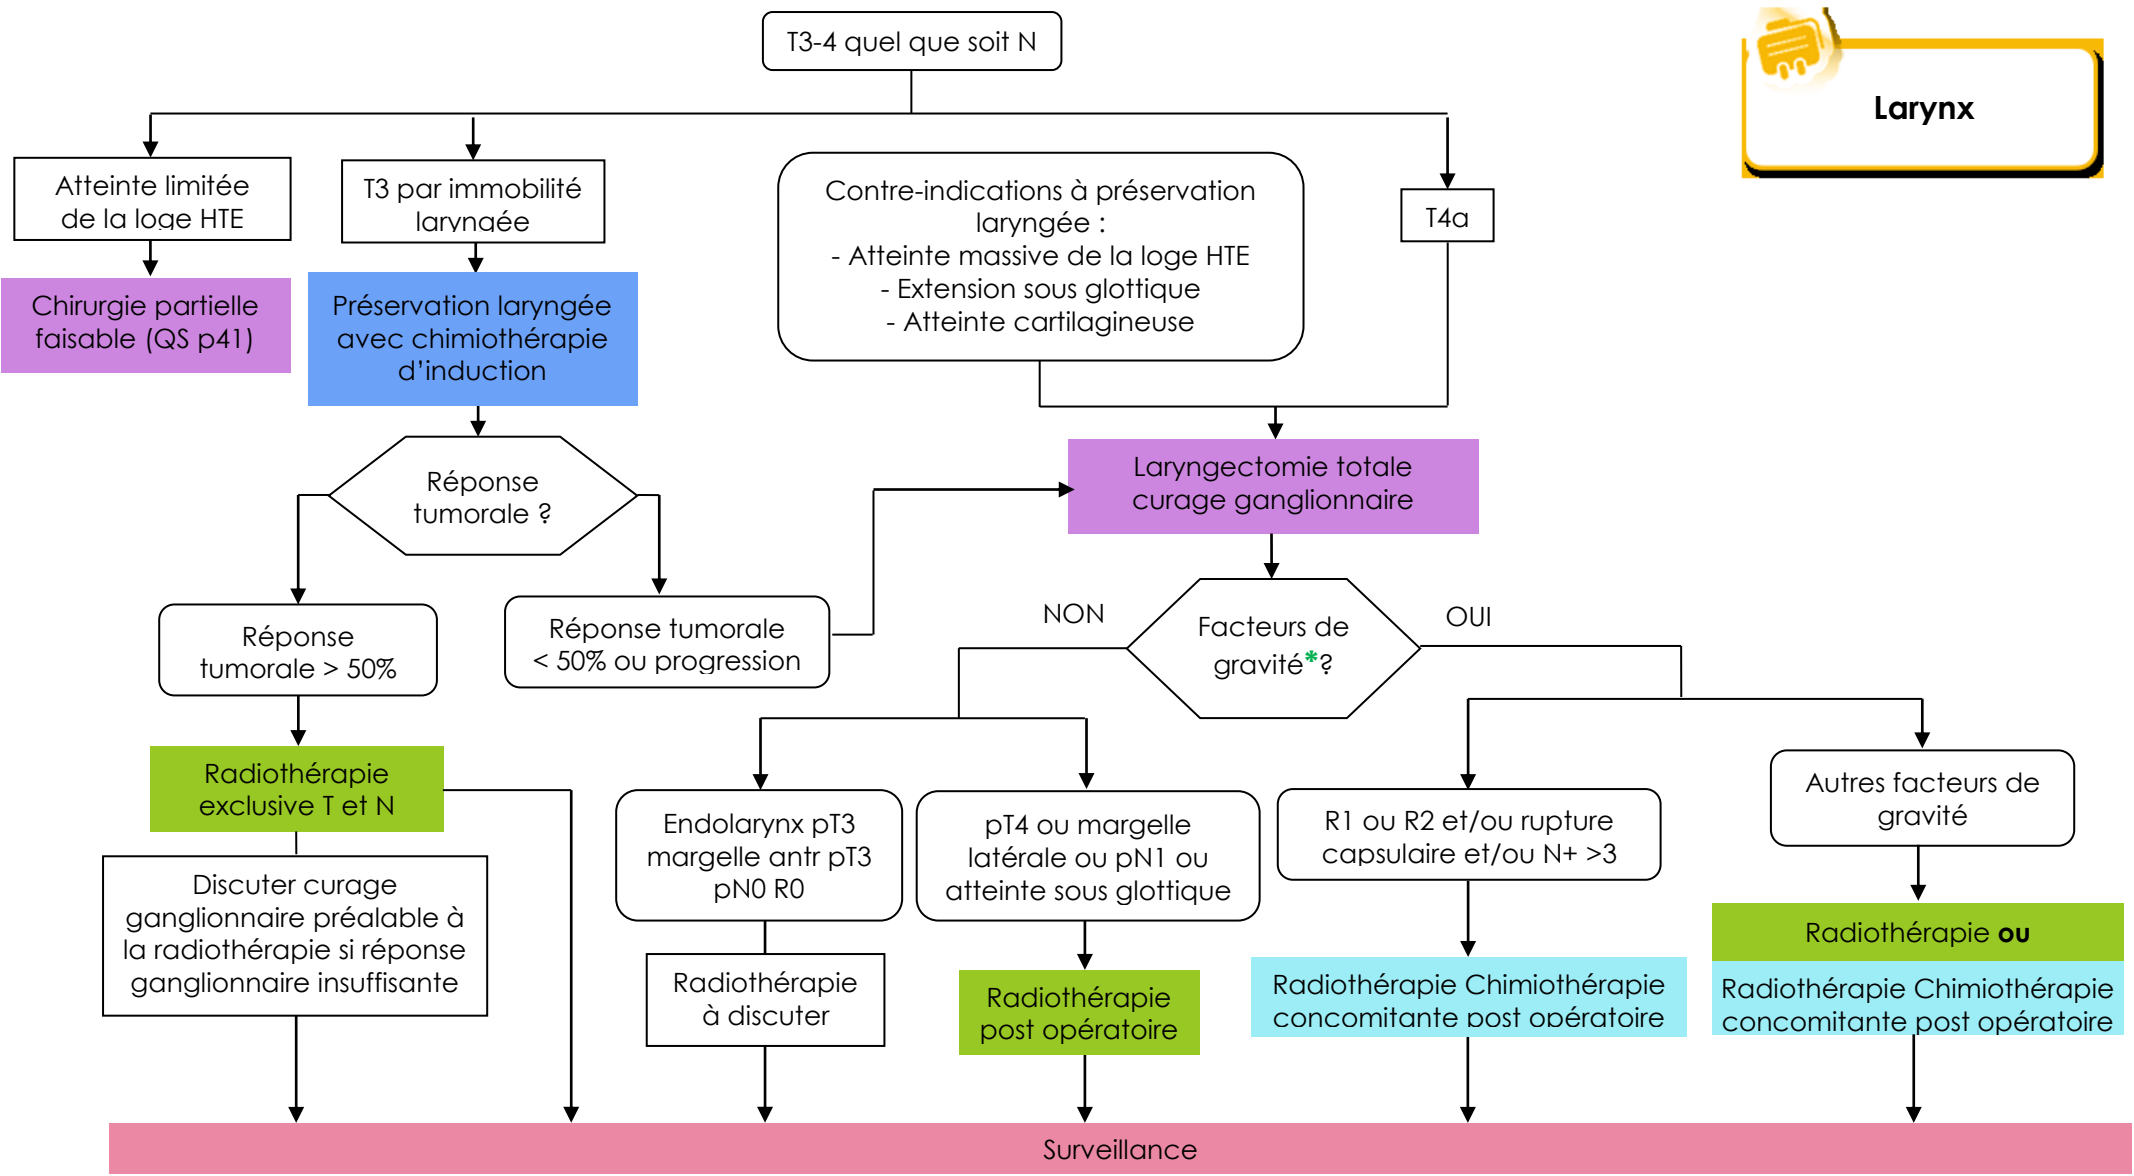 T3-4 quel que soit N
Larynx
Atteinte limitée
de la loge HTE
T3 par immobilité
laryngée
Contre-indications à préservation
laryngée :
- Atteinte massive de la loge HTE
- Extension sous glottique
- Atteinte cartilagineuse
T4a
Chirurgie partielle
faisable (QS p41)
Préservation laryngée
avec chimiothérapie
d’induction
Réponse
tumorale ?
Laryngectomie totale
curage ganglionnaire
Réponse
tumorale > 50%
Réponse tumorale
< 50% ou progression
NON
Facteurs de
gravité*?
OUI
Radiothérapie
exclusive T et N
Endolarynx pT3
margelle antr pT3
pN0 R0
pT4 ou margelle
latérale ou pN1 ou
atteinte sous glottique
R1 ou R2 et/ou rupture
capsulaire et/ou N+ >3
Autres facteurs de
gravité
Discuter curage
ganglionnaire préalable à
la radiothérapie si réponse
ganglionnaire insuffisante
Radiothérapie
à discuter
Radiothérapie
post opératoire
Radiothérapie Chimiothérapie
concomitante post opératoire
Radiothérapie ou
Radiothérapie Chimiothérapie
concomitante post opératoire
Surveillance